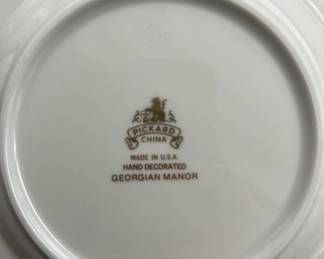 PICKARD
CHINA
MADE IN U.S.A.
HAND DECORATED
GEORGIAN MANOR